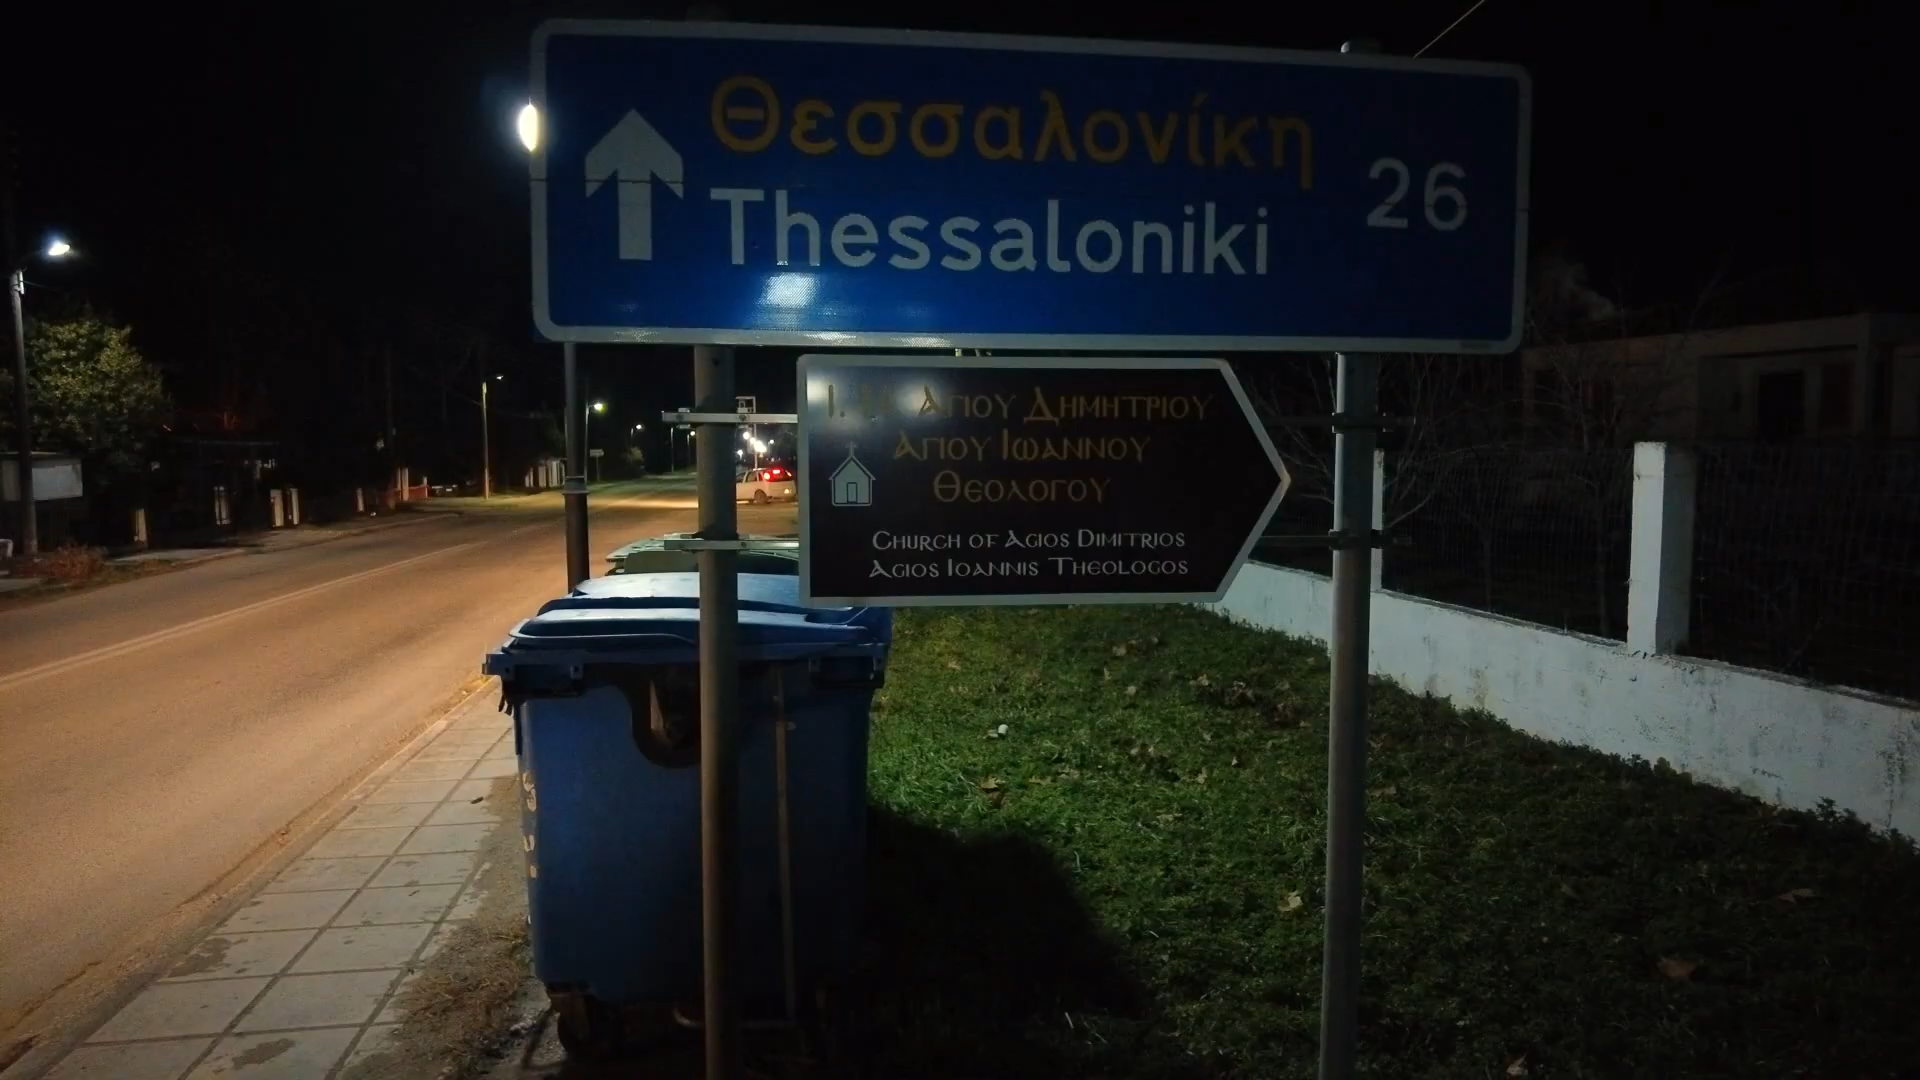 Θεσσαλονίκη
Thessaloniki
26
Ι. Ν. ΑΓΙΟΥ ΔΗΜΗΤΡΙΟΥ
ΑΓΙΟΥ ΙΩΑΝΝΟΥ
ΘΕΟΛΟΓΟΥ
CHURCH OF AGIOS DIMITRIOS
AGIOS IOANNIS THEOLOGOS